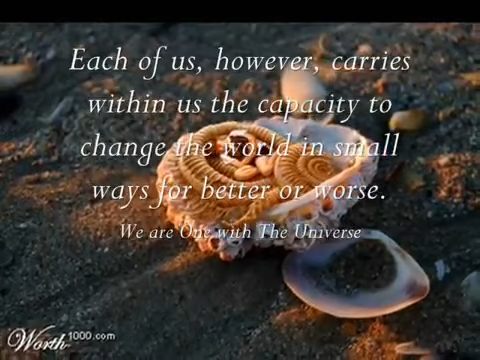 Each of us, however, carries
within us the capacity to
change the world in small
ways for better or worse.
We are One with The Universe
Worth1000.com